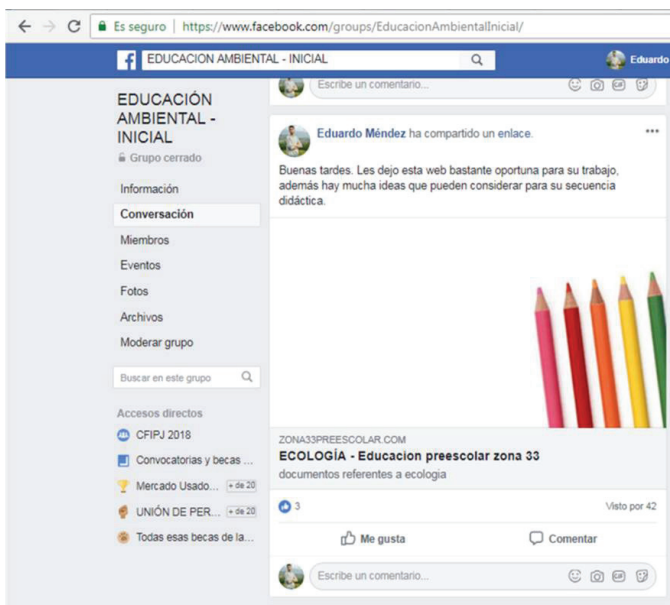 Es seguro | https://www.facebook.com/groups/EducacionAmbientalInicial/
f EDUCACION AMBIENTAL - INICIAL
Eduardo
EDUCACIÓN
AMBIENTAL -
INICIAL
Grupo cerrado
Información
Conversación
Miembros
Eventos
Fotos
Archivos
Moderar grupo
Buscar en este grupo
Accesos directos
CFIPJ 2018
Convocatorias y becas ...
Mercado Usado... + de 20
UNIÓN DE PER... + de 20
Todas esas becas de la...
Escribe un comentario...
GIF
Eduardo Méndez ha compartido un enlace.
Buenas tardes. Les dejo esta web bastante oportuna para su trabajo,
además hay mucha ideas que pueden considerar para su secuencia
didáctica.
ZONA33PREESCOLAR.COM
ECOLOGÍA - Educacion preescolar zona 33
documentos referentes a ecologia
3
Visto por 42
Me gusta
Comentar
Escribe un comentario...
GIF